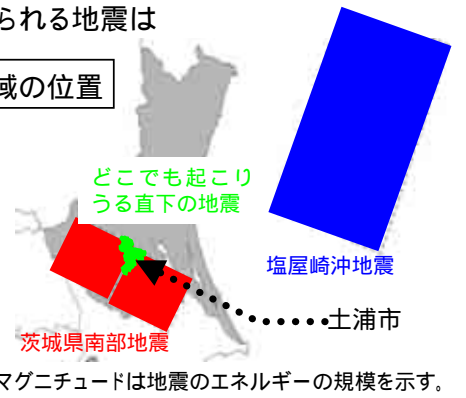 られる地震は
域の位置
どこでも起こり
うる直下の地震
塩屋崎沖地震
土浦市
茨城県南部地震
マグニチュードは地震のエネルギーの規模を示す。